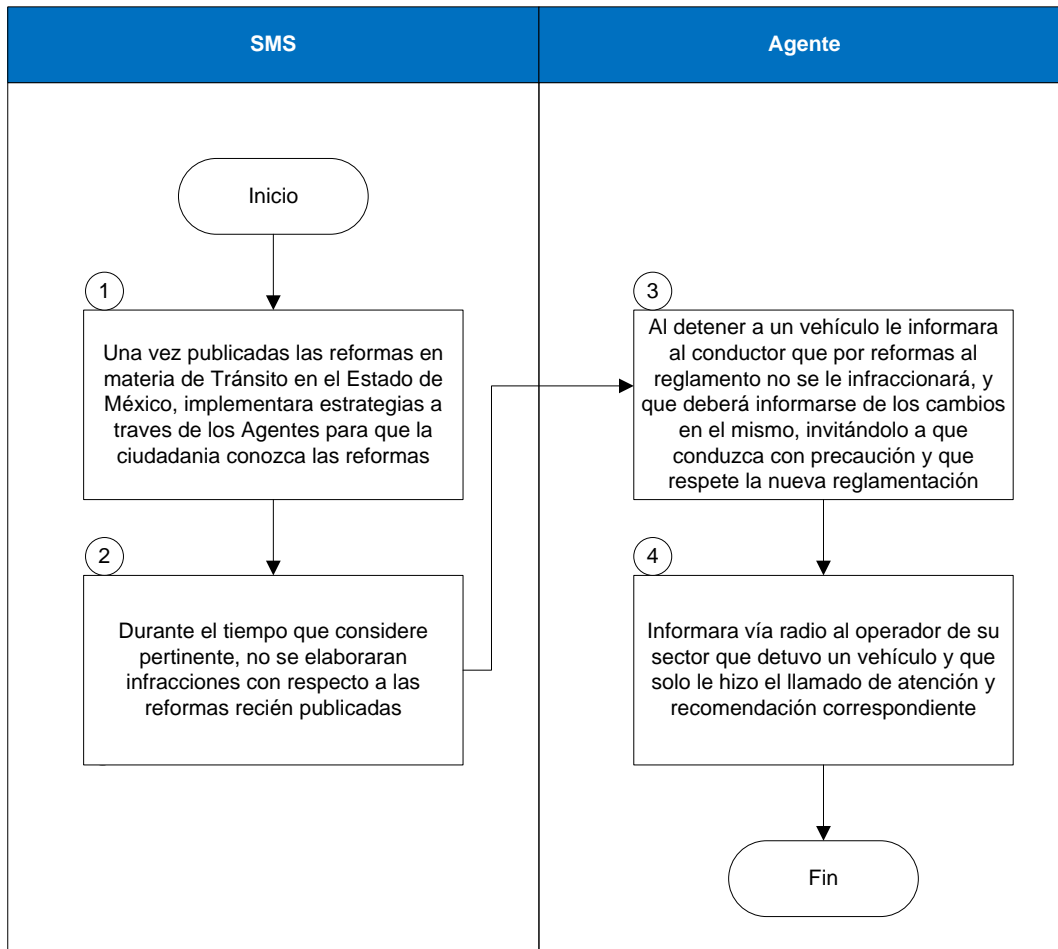 SMS
Agente
Inicio
1
Una vez publicadas las reformas en
materia de Tránsito en el Estado de
México, implementara estrategias a
traves de los Agentes para que la
ciudadania conozca las reformas
2
Durante el tiempo que considere
pertinente, no se elaboraran
infracciones con respecto a las
reformas recién publicadas
3
Al detener a un vehículo le informara
al conductor que por reformas al
reglamento no se le infraccionará, y
que deberá informarse de los cambios
en el mismo, invitándolo a que
conduzca con precaución y que
respete la nueva reglamentación
4
Informara vía radio al operador de su
sector que detuvo un vehículo y que
solo le hizo el llamado de atención y
recomendación correspondiente
Fin